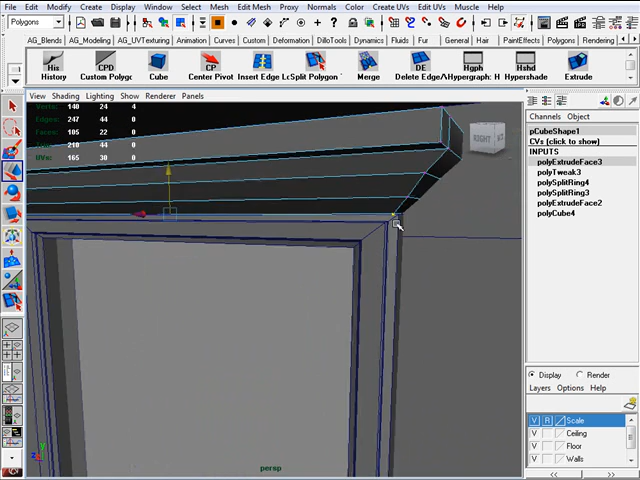 File Edit Modify Create Display Window Select Mesh Edit Mesh Proxy Normals Color Create UVs Edit UVs Muscle Help
Polygons
AG_Blends AG_Modeling AG_UVTexturing Animation Curves Custom Deformation DilloTools Dynamics Fluids Fur General Hair PaintEffects Polygons Rendering
His CPD Cube CP Insert Edge Lo Split Polygon Merge DE Hgph Hshd Extrude
History Custom Polygo Center Pivot Delete Edge/V Hypergraph: H Hypershade
View Shading Lighting Show Renderer Panels
Verts: 140 24 4
Edges: 247 44 0
Faces: 105 22 0
210 44 0
UVs: 165 30 0
RIGHT
persp
Channels Object
pCubeShape1
CVs (click to show)
INPUTS
polyExtrudeFace3
polyTweak3
polySplitRing4
polySplitRing3
polyExtrudeFace2
polyCube4
Display Render
Layers Options Help
V R Scale
V Ceiling
V Floor
V Walls